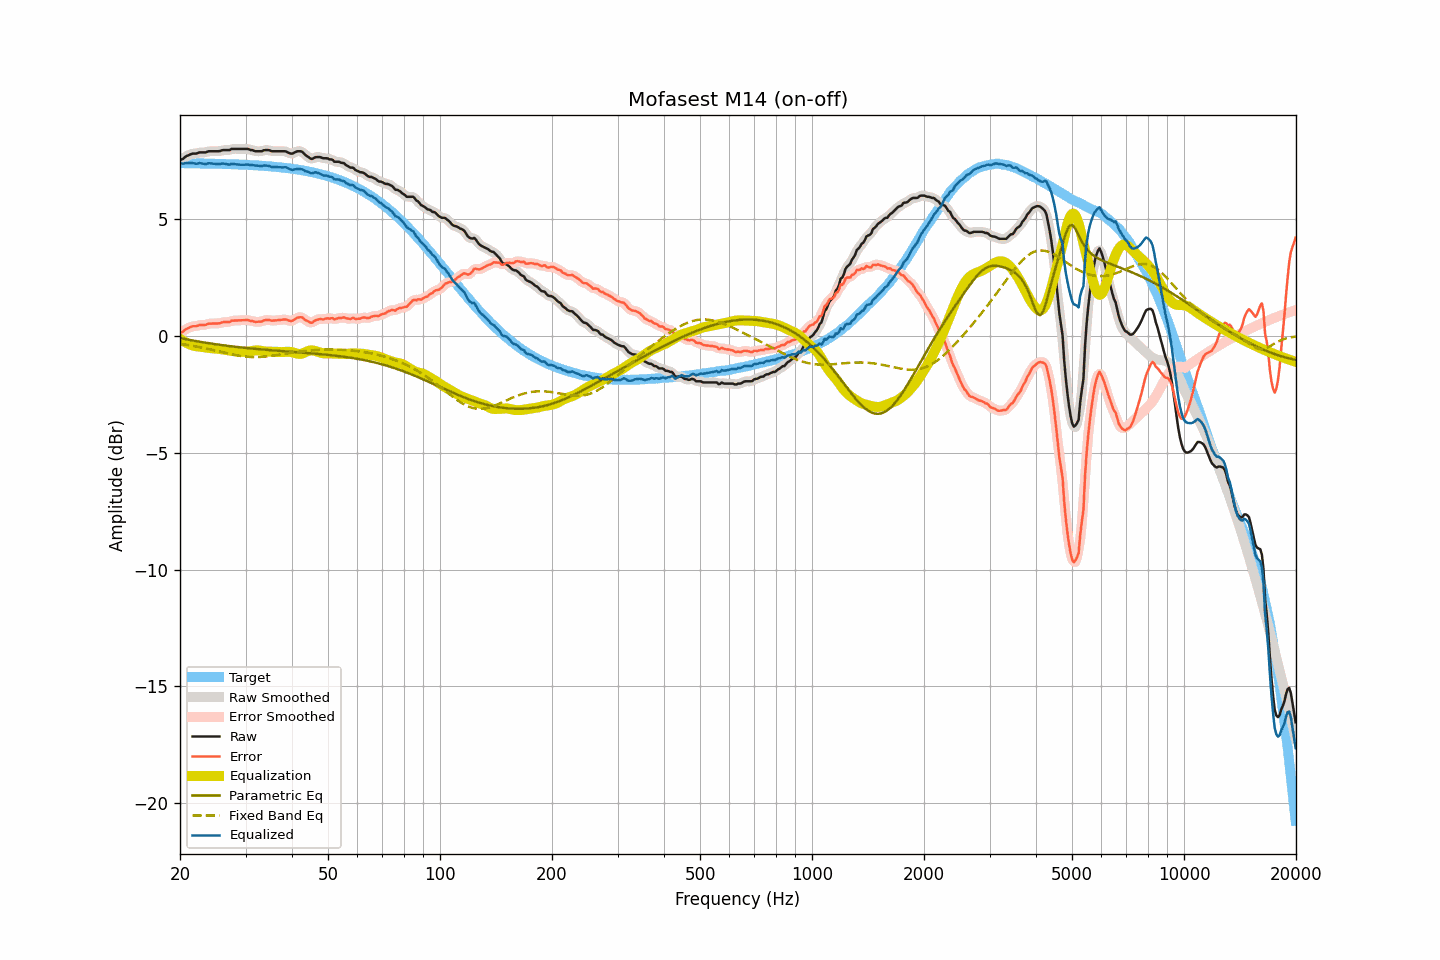 Mofasest M14 (on-off)
Amplitude (dBr)
5
0
−5
−10
−15
−20
Target
Raw Smoothed
Error Smoothed
Raw
Error
Equalization
Parametric Eq
Fixed Band Eq
Equalized
20 50 100 200 500 1000 2000 5000 10000 20000
Frequency (Hz)